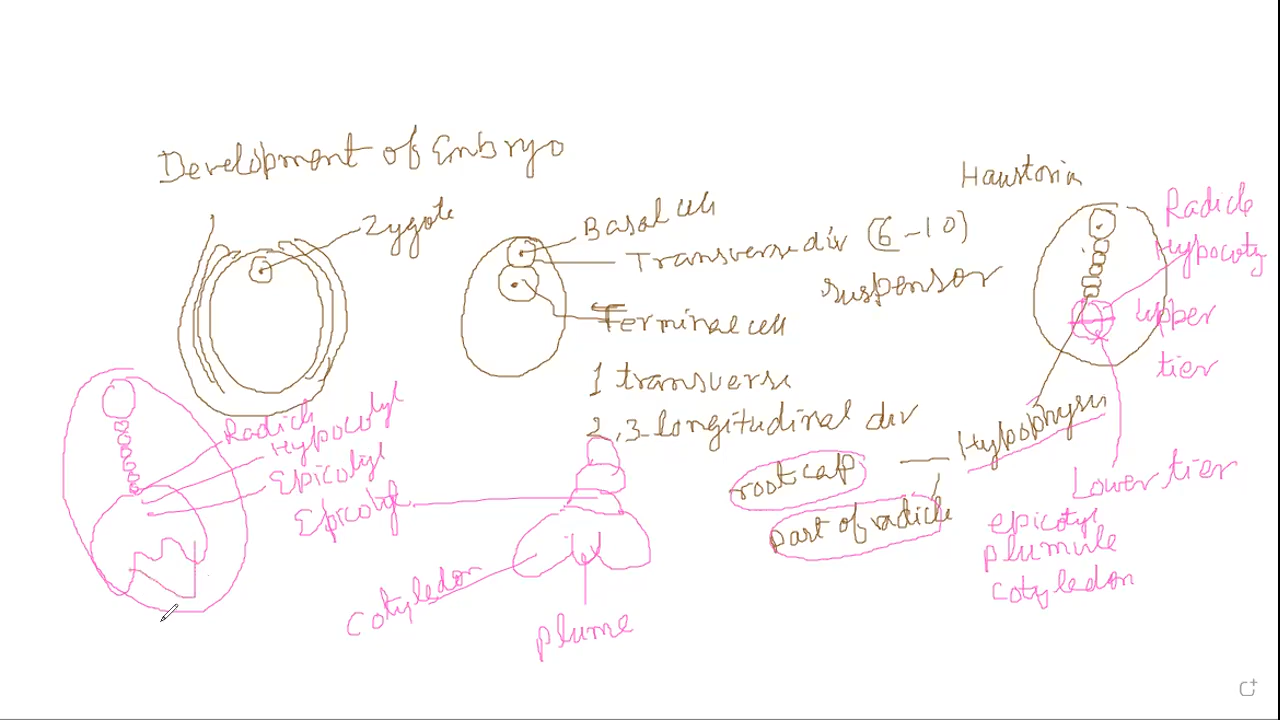 Development of Embryo
Zygote
Basal cell
Transverse div (6-10)
suspensor
Terminal cell
1 transverse
2,3-longitudinal div
Haustoria
Radicle
Hypocoty
Upper
tier
Hypophysis
root cap
part of radicle
Lower tier
epicotyl
plumule
cotyledon
Radicle
Hypocotyl
Epicotyl
Epicotyl
cotyledon
plume